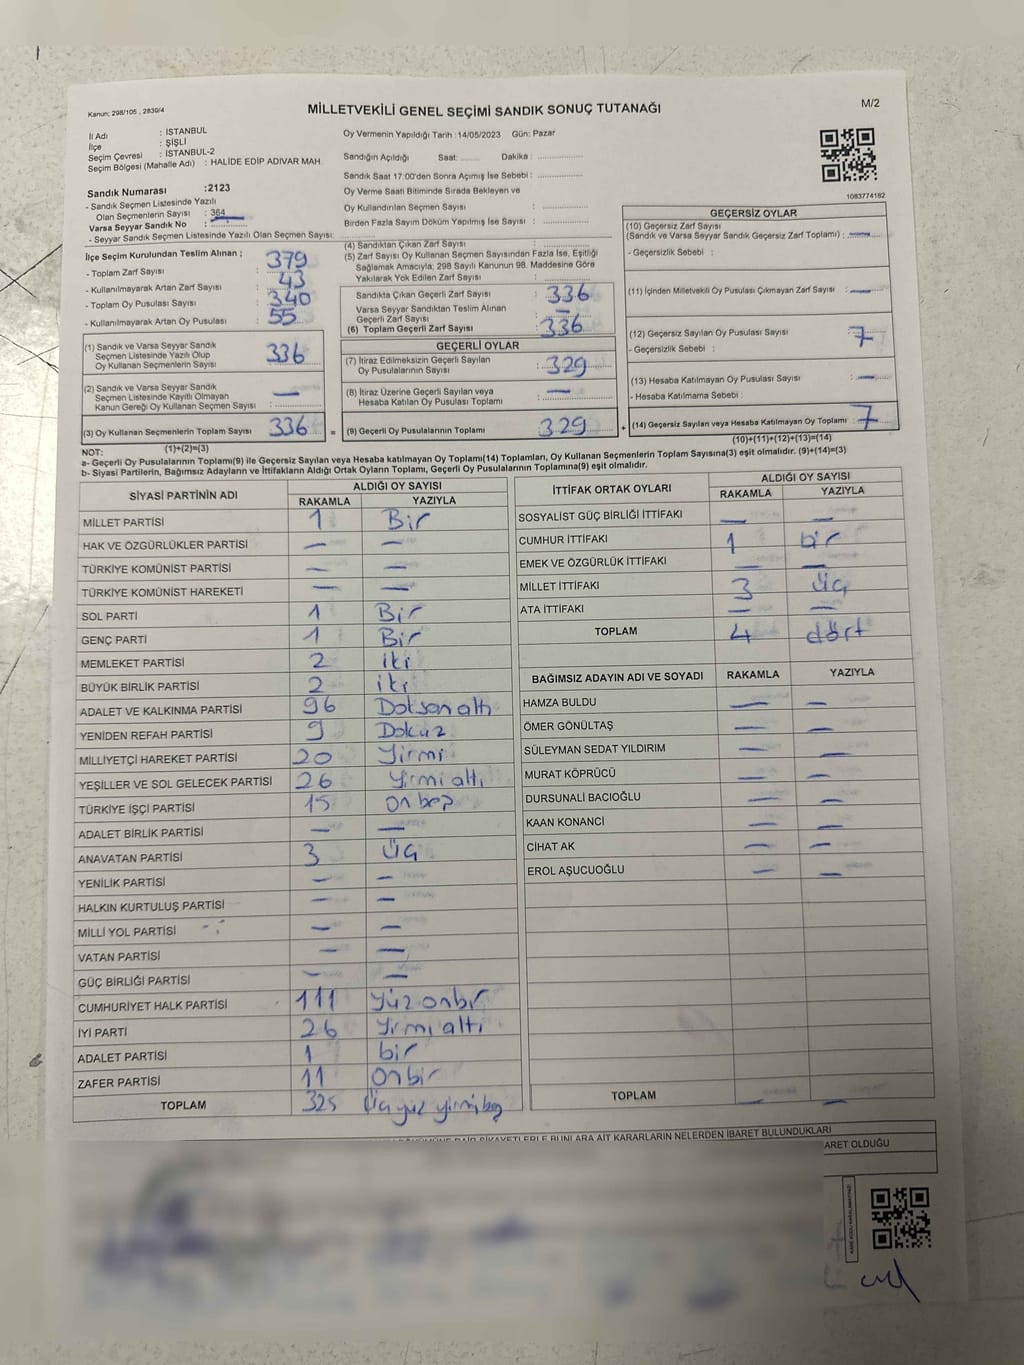 Kanun; 298/105 , 2839/4
MİLLETVEKİLİ GENEL SEÇİMİ SANDIK SONUÇ TUTANAĞI
M/2
İl Adı : İSTANBUL
İlçe : ŞİŞLİ
Seçim Çevresi : İSTANBUL-2
Seçim Bölgesi (Mahalle Adı) : HALİDE EDİP ADIVAR MAH
Sandık Numarası :2123
- Sandık Seçmen Listesinde Yazılı
Olan Seçmenlerin Sayısı : 364
Varsa Seyyar Sandık No :
- Seyyar Sandık Seçmen Listesinde Yazılı Olan Seçmen Sayısı:
Oy Vermenin Yapıldığı Tarih :14/05/2023 Gün: Pazar
Sandığın Açıldığı Saat: Dakika :
Sandık Saat 17:00'den Sonra Açımış İse Sebebi :
Oy Verme Saati Bitiminde Sırada Bekleyen ve
Oy Kullandırılan Seçmen Sayısı :
Birden Fazla Sayım Döküm Yapılmış İse Sayısı :
1083774182
İlçe Seçim Kurulundan Teslim Alınan ;
- Toplam Zarf Sayısı : 379
- Kullanılmayarak Artan Zarf Sayısı : 43
- Toplam Oy Pusulası Sayısı : 340
- Kullanılmayarak Artan Oy Pusulası : 55
(1) Sandık ve Varsa Seyyar Sandık
Seçmen Listesinde Yazılı Olup
Oy Kullanan Seçmenlerin Sayısı : 336
(2) Sandık ve Varsa Seyyar Sandık
Seçmen Listesinde Kayıtlı Olmayan
Kanun Gereği Oy Kullanan Seçmen Sayısı : —
(3) Oy Kullanan Seçmenlerin Toplam Sayısı : 336
(1)+(2)=(3)
(4) Sandıktan Çıkan Zarf Sayısı :
(5) Zarf Sayısı Oy Kullanan Seçmen Sayısından Fazla İse, Eşitliği
Sağlamak Amacıyla, 298 Sayılı Kanunun 98. Maddesine Göre
Yakılarak Yok Edilen Zarf Sayısı :
Sandıkta Çıkan Geçerli Zarf Sayısı : 336
Varsa Seyyar Sandıktan Teslim Alınan
Geçerli Zarf Sayısı : —
(6) Toplam Geçerli Zarf Sayısı : 336
GEÇERLİ OYLAR
(7) İtiraz Edilmeksizin Geçerli Sayılan
Oy Pusulalarının Sayısı : 329
(8) İtiraz Üzerine Geçerli Sayılan veya
Hesaba Katılan Oy Pusulası Toplamı : —
= (9) Geçerli Oy Pusulalarının Toplamı : 329 +
GEÇERSİZ OYLAR
(10) Geçersiz Zarf Sayısı
(Sandık ve Varsa Seyyar Sandık Geçersiz Zarf Toplamı) : —
- Geçersizlik Sebebi :
(11) İçinden Milletvekili Oy Pusulası Çıkmayan Zarf Sayısı : —
(12) Geçersiz Sayılan Oy Pusulası Sayısı : 7
- Geçersizlik Sebebi :
(13) Hesaba Katılmayan Oy Pusulası Sayısı : —
- Hesaba Katılmama Sebebi :
(14) Geçersiz Sayılan veya Hesaba Katılmayan Oy Toplamı : 7
(10)+(11)+(12)+(13)=(14)
NOT:
a- Geçerli Oy Pusulalarının Toplamı(9) ile Geçersiz Sayılan veya Hesaba katılmayan Oy Toplamı(14) Toplamları, Oy Kullanan Seçmenlerin Toplam Sayısına(3) eşit olmalıdır. (9)+(14)=(3)
b- Siyasi Partilerin, Bağımsız Adayların ve İttifakların Aldığı Ortak Oyların Toplamı, Geçerli Oy Pusulalarının Toplamına(9) eşit olmalıdır.
SİYASİ PARTİNİN ADI ALDIĞI OY SAYISI
RAKAMLA YAZIYLA
MİLLET PARTİSİ 1 Bir
HAK VE ÖZGÜRLÜKLER PARTİSİ — —
TÜRKİYE KOMÜNİST PARTİSİ — —
TÜRKİYE KOMÜNİST HAREKETİ — —
SOL PARTİ 1 Bir
GENÇ PARTİ 1 Bir
MEMLEKET PARTİSİ 2 iki
BÜYÜK BİRLİK PARTİSİ 2 iki
ADALET VE KALKINMA PARTİSİ 96 Doksan altı
YENİDEN REFAH PARTİSİ 9 Dokuz
MİLLİYETÇİ HAREKET PARTİSİ 20 Yirmi
YEŞİLLER VE SOL GELECEK PARTİSİ 26 Yirmi altı
TÜRKİYE İŞÇİ PARTİSİ 15 on beş
ADALET BİRLİK PARTİSİ — —
ANAVATAN PARTİSİ 3 Üç
YENİLİK PARTİSİ — —
HALKIN KURTULUŞ PARTİSİ — —
MİLLİ YOL PARTİSİ — —
VATAN PARTİSİ — —
GÜÇ BİRLİĞİ PARTİSİ — —
CUMHURİYET HALK PARTİSİ 111 Yüz onbir
İYİ PARTİ 26 Yirmi altı
ADALET PARTİSİ 1 bir
ZAFER PARTİSİ 11 Onbir
TOPLAM 325 Üçyüz yirmi beş
İTTİFAK ORTAK OYLARI ALDIĞI OY SAYISI
RAKAMLA YAZIYLA
SOSYALİST GÜÇ BİRLİĞİ İTTİFAKI — —
CUMHUR İTTİFAKI 1 bir
EMEK VE ÖZGÜRLÜK İTTİFAKI — —
MİLLET İTTİFAKI 3 üç
ATA İTTİFAKI — —
TOPLAM 4 dört
BAĞIMSIZ ADAYIN ADI VE SOYADI RAKAMLA YAZIYLA
HAMZA BULDU — —
ÖMER GÖNÜLTAŞ — —
SÜLEYMAN SEDAT YILDIRIM — —
MURAT KÖPRÜCÜ — —
DURSUNALİ BACIOĞLU — —
KAAN KONANCİ — —
CİHAT AK — —
EROL AŞUCUOĞLU — —
TOPLAM — —
ŞİKAYETLERLE BUNLARA AİT KARARLARIN NELERDEN İBARET BULUNDUKLARI
OLDUĞU